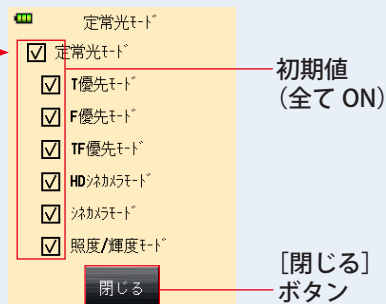 定常光ﾓｰﾄﾞ
定常光ﾓｰﾄﾞ
初期値
（全て ON）
T優先ﾓｰﾄﾞ
F優先ﾓｰﾄﾞ
TF優先ﾓｰﾄﾞ
HDｼﾈｶﾒﾗﾓｰﾄﾞ
ｼﾈｶﾒﾗﾓｰﾄﾞ
照度/輝度ﾓｰﾄﾞ
閉じる
［閉じる］
ボタン